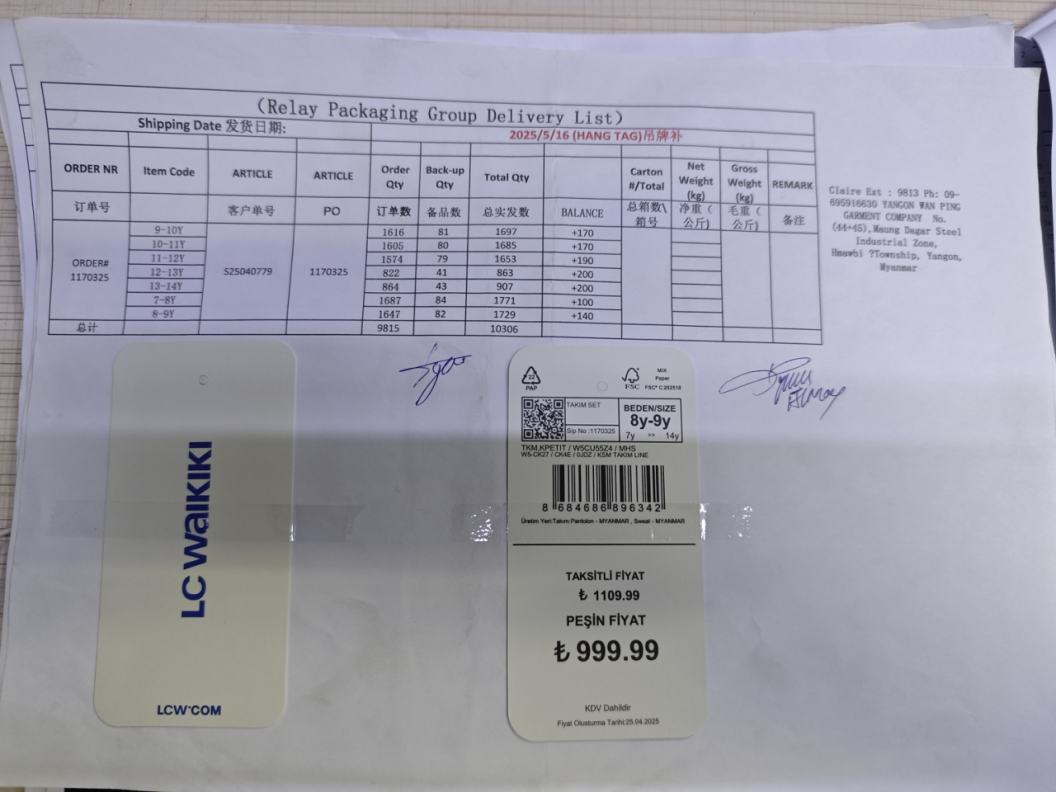 (Relay Packaging Group Delivery List)
Shipping Date 发货日期:
2025/5/16 (HANG TAG)吊牌补
ORDER NR Item Code ARTICLE ARTICLE Order Qty Back-up Qty Total Qty Carton #/Total Net Weight (kg) Gross Weight (kg) REMARK
订单号 客户单号 PO 订单数 备品数 总实发数 BALANCE 总箱数\箱号 净重(公斤) 毛重(公斤) 备注
ORDER# 1170325 S25040779 1170325
9-10Y 1616 81 1697 +170
10-11Y 1605 80 1685 +170
11-12Y 1574 79 1653 +190
12-13Y 822 41 863 +200
13-14Y 864 43 907 +200
7-8Y 1687 84 1771 +100
8-9Y 1647 82 1729 +140
总计 9815 10306
Claire Ext : 9813 Ph: 09-
695916630 YANGON WAN PING
GARMENT COMPANY No.
(44+45), Maung Dagar Steel
Industrial Zone,
Hmawbi ?Township, Yangon,
Myanmar
LC WAIKIKI
LCW.COM
22
PAP
FSC
MIX
Paper
FSC® C
TAKIM SET
Sip No :1170325
BEDEN/SIZE
8y-9y
7y >> 14y
TKM.KPETIT / W5CU55Z4 / MHS
W5-CK27 / CK4E / 0JDZ / KSM TAKIM LINE
8 684686 896342
Üretim Yeri:Takım:Pantolon - MYANMAR , Sweat - MYANMAR
TAKSİTLİ FİYAT
₺ 1109.99
PEŞİN FİYAT
₺ 999.99
KDV Dahildir
Fiyat Oluşturma Tarihi:25.04.2025